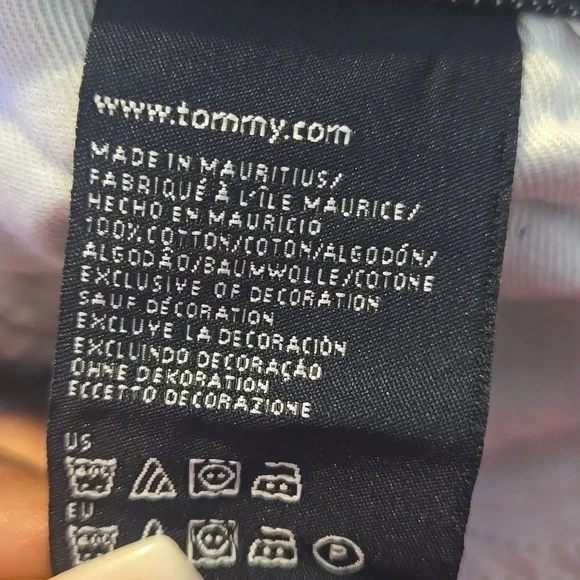 www.tommy.com
MADE IN MAURITIUS/
FABRIQUÉ À L'ÎLE MAURICE/
HECHO EN MAURICIO
100% COTTON/COTON/ALGODÓN/
ALGODÃO/BAUMWOLLE/COTONE
EXCLUSIVE OF DECORATION
SAUF DÉCORATION
EXCLUYE LA DECORACIÓN
EXCLUINDO DECORAÇÃO
OHNE DEKORATION
ECCETTO DECORAZIONE
US
EU
P